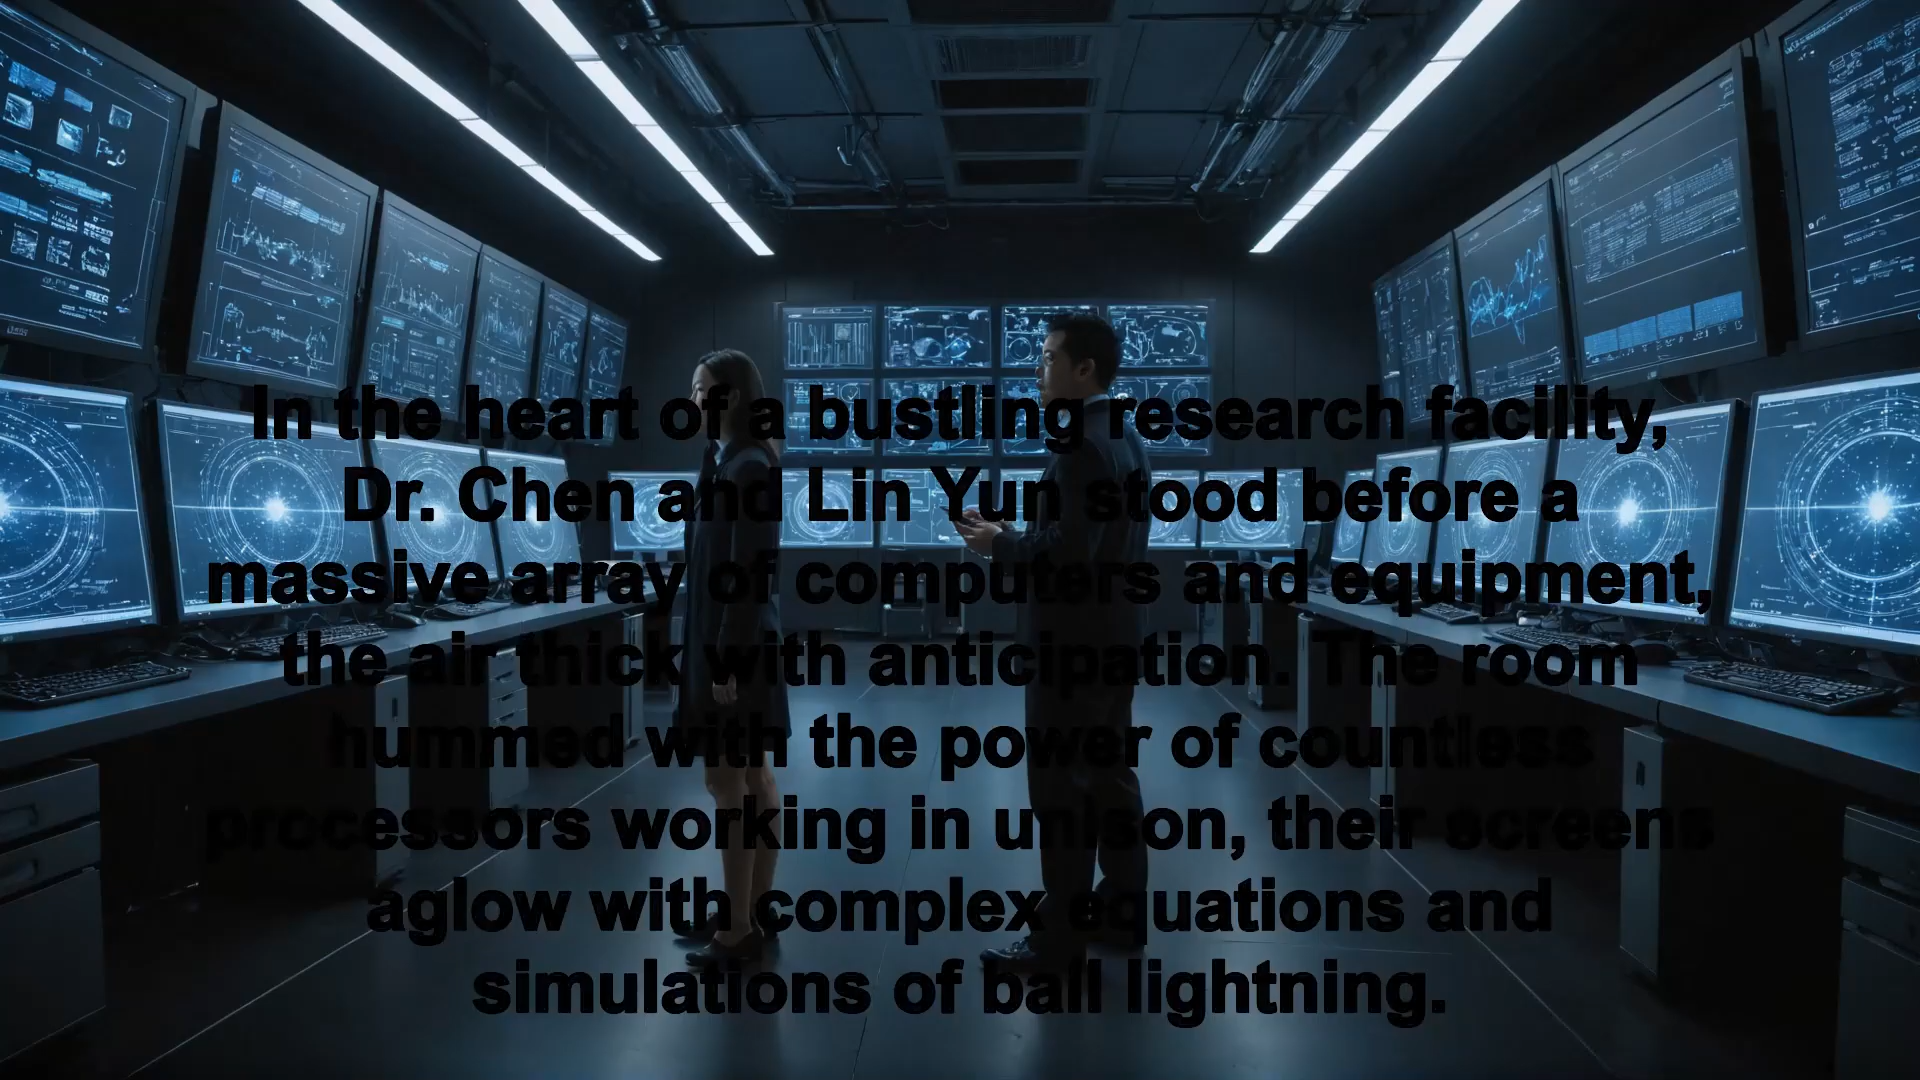 In the heart of a bustling research facility,
Dr. Chen and Lin Yun stood before a
massive array of computers and equipment,
the air thick with anticipation. The room
hummed with the power of countless
processors working in unison, their screens
aglow with complex equations and
simulations of ball lightning.